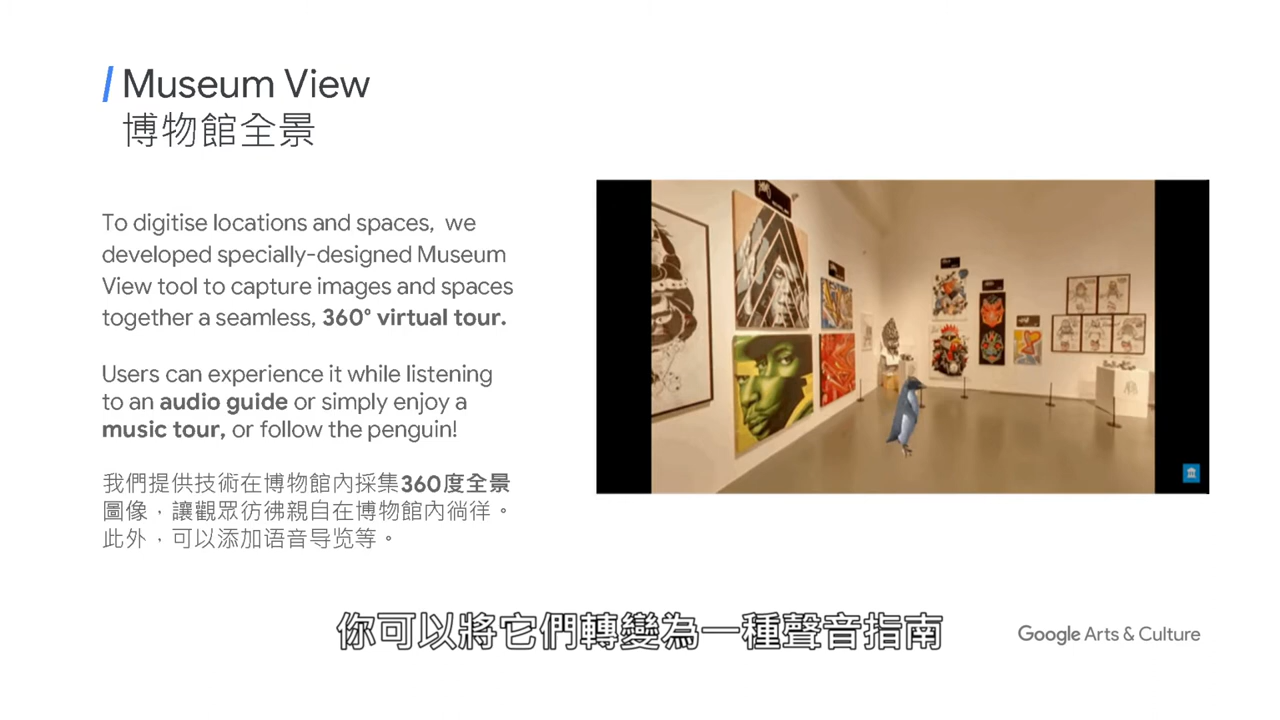 / Museum View
博物館全景
To digitise locations and spaces, we
developed specially-designed Museum
View tool to capture images and spaces
together a seamless, 360° virtual tour.
Users can experience it while listening
to an audio guide or simply enjoy a
music tour, or follow the penguin!
我們提供技術在博物館內採集360度全景
圖像，讓觀眾彷彿親自在博物館內徜徉。
此外，可以添加语音导览等。
你可以將它們轉變為一種聲音指南
Google Arts & Culture